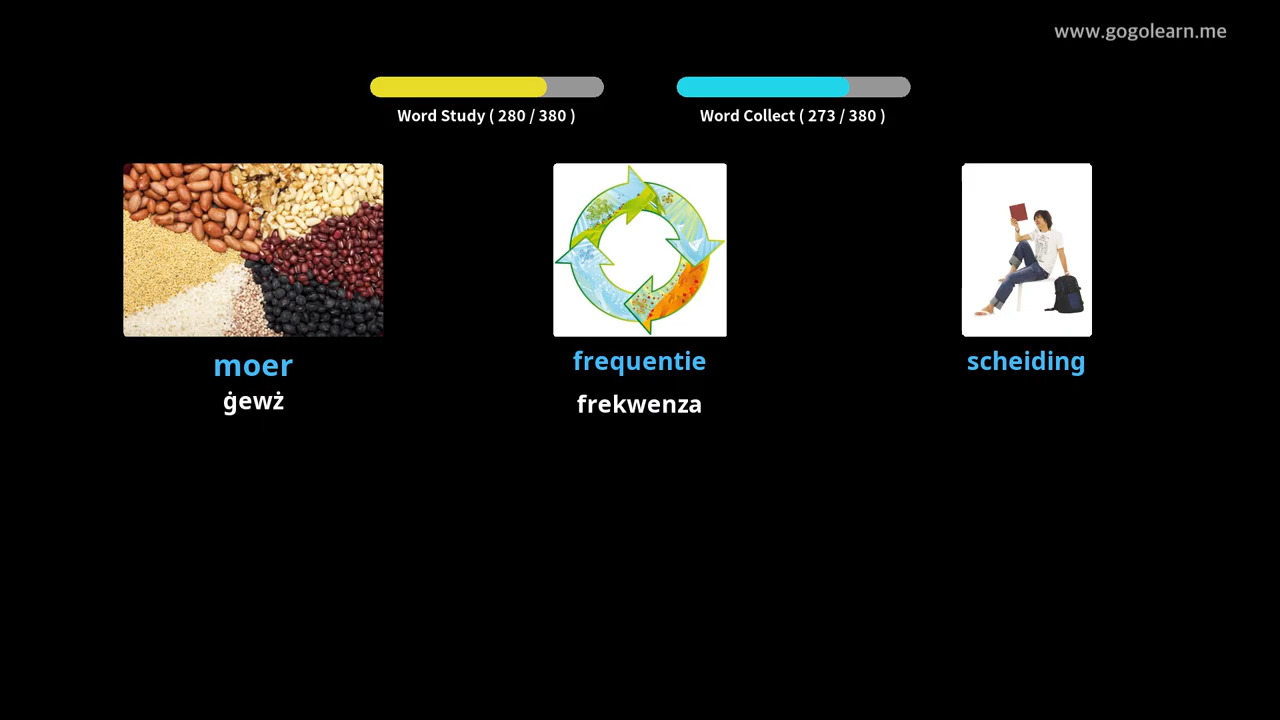 www.gogolearn.me
Word Study ( 280 / 380 )
Word Collect ( 273 / 380 )
moer
ġewż
frequentie
frekwenza
scheiding